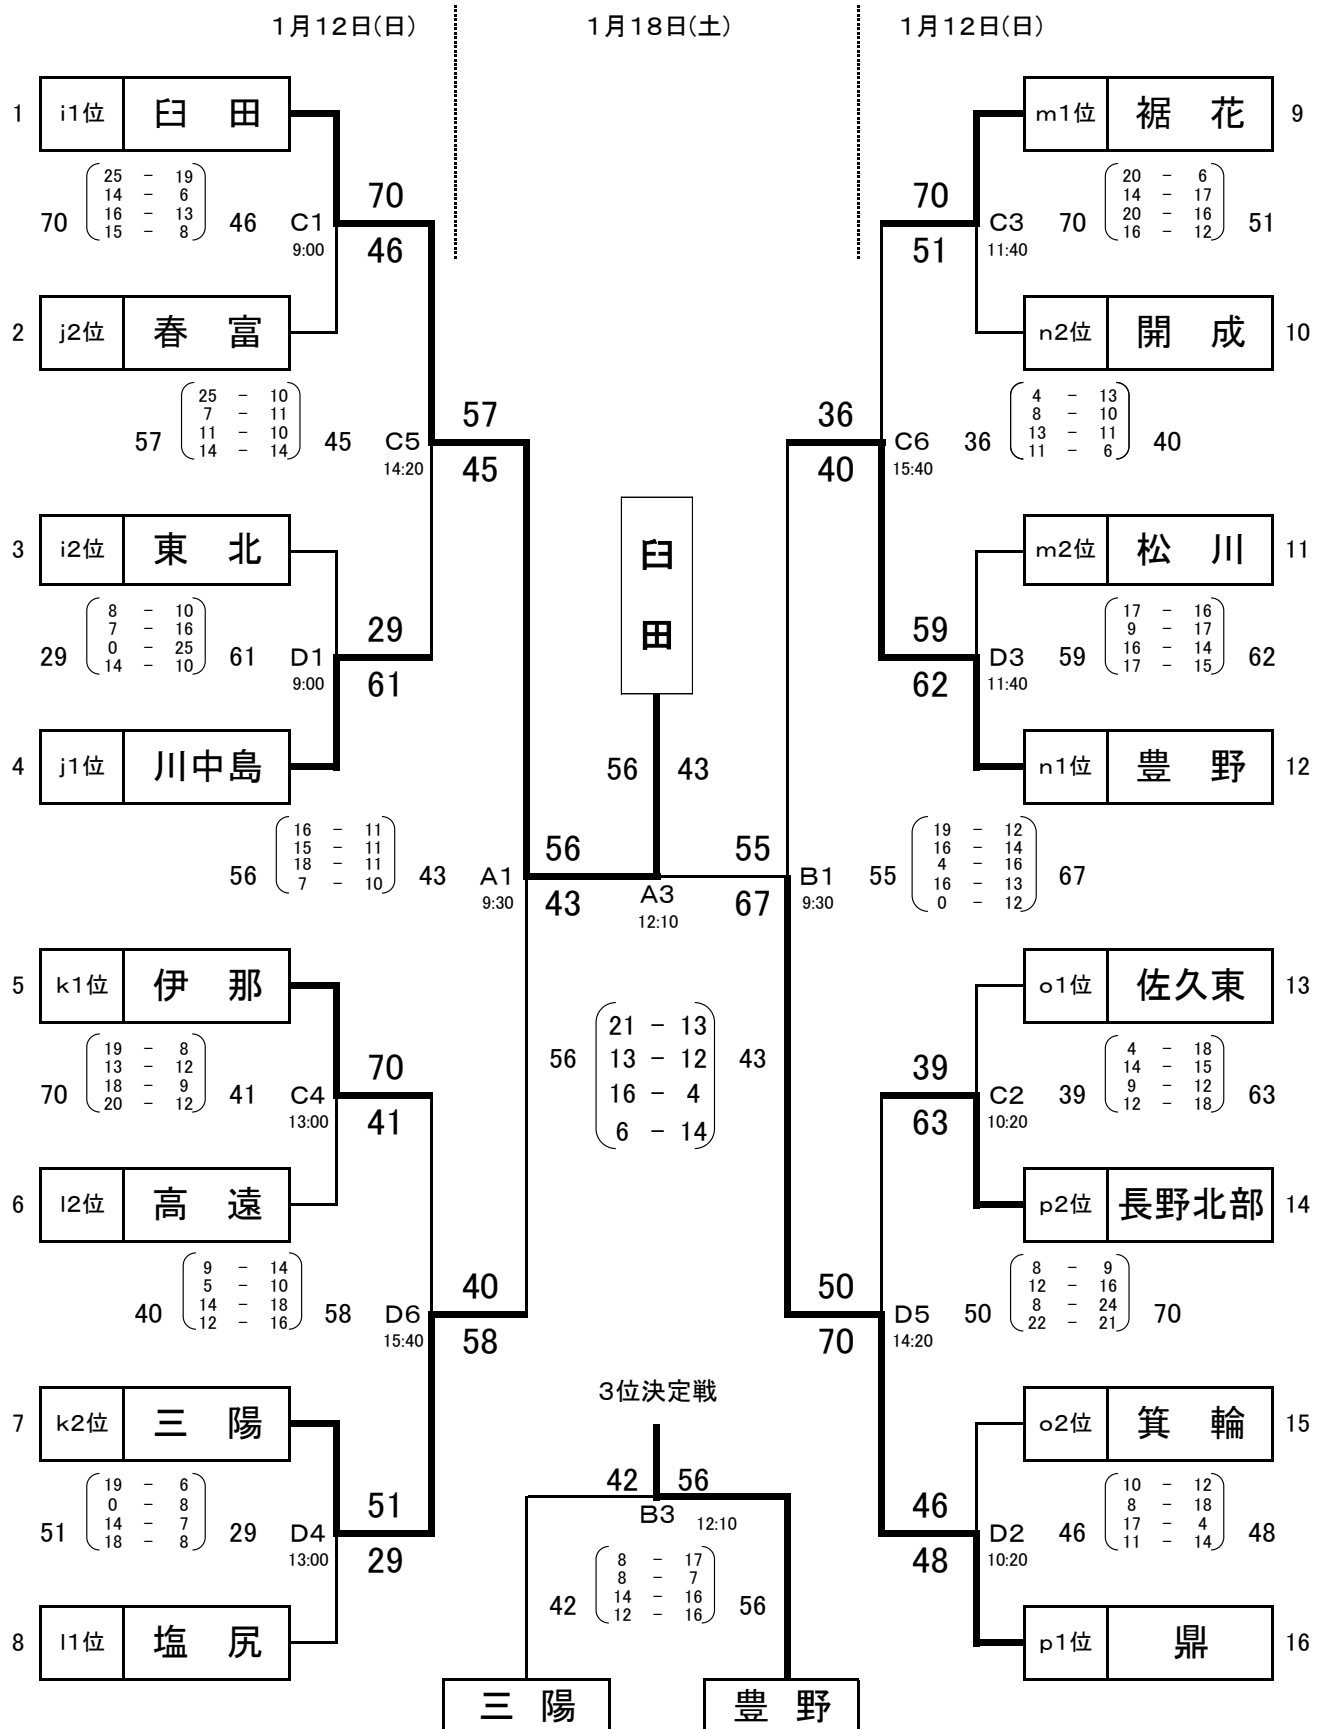 1月12日(日)
1月18日(土)
1月12日(日)
1 i1位 臼 田
25 － 19
14 － 6
16 － 13
15 － 8
70 46 C1
9:00
70
46
2 j2位 春 富
25 － 10
7 － 11
11 － 10
14 － 14
57 45 C5
14:20
57
45
3 i2位 東 北
8 － 10
7 － 16
0 － 25
14 － 10
29 61 D1
9:00
29
61
4 j1位 川中島
16 － 11
15 － 11
18 － 11
7 － 10
56 43 A1
9:30
56
43
5 k1位 伊 那
19 － 8
13 － 12
18 － 9
20 － 12
70 41 C4
13:00
70
41
6 l2位 高 遠
9 － 14
5 － 10
14 － 18
12 － 16
40 58 D6
15:40
40
58
7 k2位 三 陽
19 － 6
0 － 8
14 － 7
18 － 8
51 29 D4
13:00
51
29
8 l1位 塩 尻
臼
田
56 43
A3
12:10
21 － 13
13 － 12
16 － 4
6 － 14
56 43
3位決定戦
42 56
B3 12:10
8 － 17
8 － 7
14 － 16
12 － 16
42 56
三 陽
豊 野
m1位 裾 花 9
20 － 6
14 － 17
20 － 16
16 － 12
70
51
C3 70 51
11:40
n2位 開 成 10
4 － 13
8 － 10
13 － 11
11 － 6
36
40
C6 36 40
15:40
m2位 松 川 11
17 － 16
9 － 17
16 － 14
17 － 15
59
62
D3 59 62
11:40
n1位 豊 野 12
19 － 12
16 － 14
4 － 16
16 － 13
0 － 12
55
67
B1 55 67
9:30
o1位 佐久東 13
4 － 18
14 － 15
9 － 12
12 － 18
39
63
C2 39 63
10:20
p2位 長野北部 14
8 － 9
12 － 16
8 － 24
22 － 21
50
70
D5 50 70
14:20
o2位 箕 輪 15
10 － 12
8 － 18
17 － 4
11 － 14
46
48
D2 46 48
10:20
p1位 鼎 16